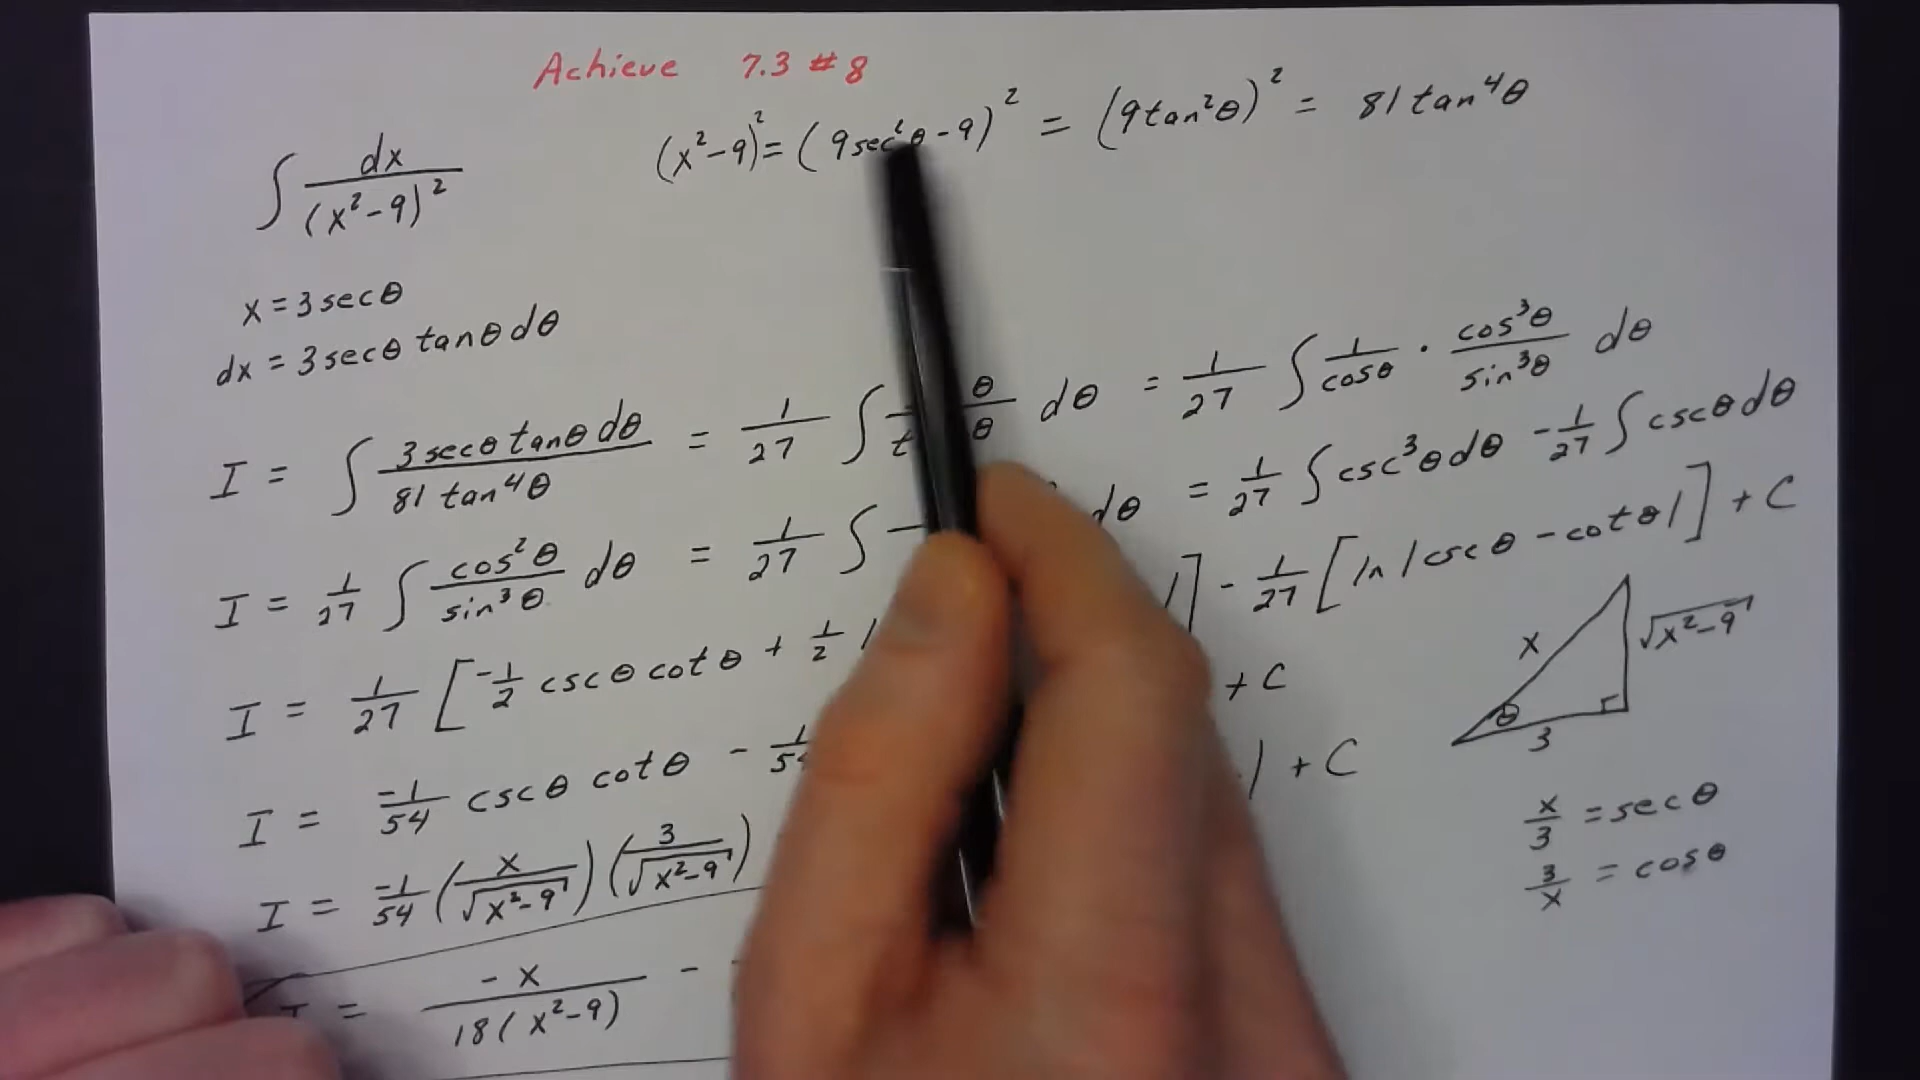 Achieve 7.3 #8
∫ dx/(x²-9)²
(x²-9)² = (9sec²θ-9)² = (9tan²θ)² = 81tan⁴θ
x = 3secθ
dx = 3secθ tanθ dθ
I = ∫ 3secθ tanθ dθ / 81 tan⁴θ = 1/27 ∫ θ/θ dθ = 1/27 ∫ 1/cosθ · cos³θ/sin³θ dθ
I = 1/27 ∫ cos²θ/sin³θ dθ = 1/27 ∫ dθ = 1/27 ∫ csc³θ dθ - 1/27 ∫ cscθ dθ
I = 1/27 [ -1/2 cscθ cotθ + 1/2 |] - 1/27 [ln|cscθ - cotθ|] + C
I = -1/54 cscθ cotθ - + C
I = -1/54 (x/√x²-9) (3/√x²-9) | + C
I = -x/18(x²-9) -
x
√x²-9
θ
3
x/3 = secθ
3/x = cosθ